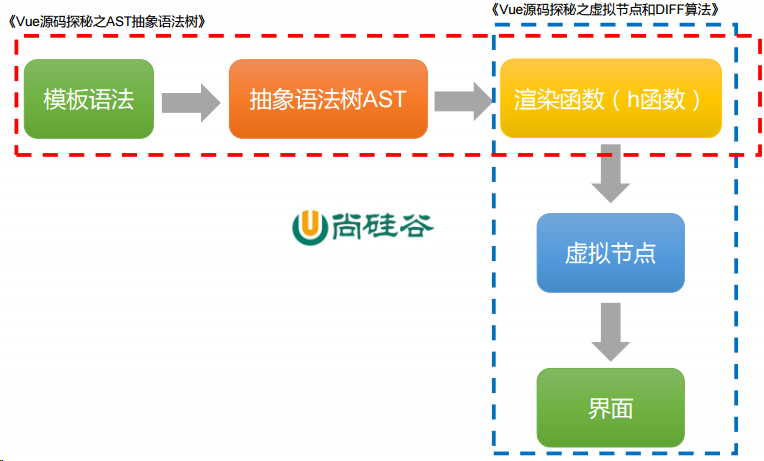 《Vue源码探秘之AST抽象语法树》
《Vue源码探秘之虚拟节点和DIFF算法》
模板语法
抽象语法树AST
渲染函数（h函数）
尚硅谷
虚拟节点
界面